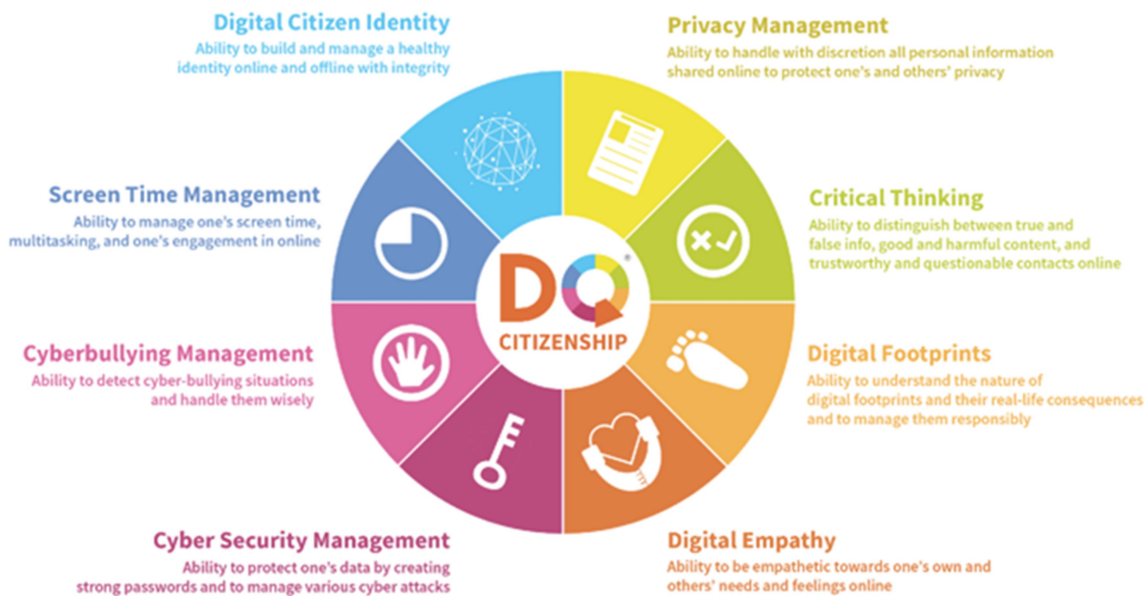 Digital Citizen Identity
Ability to build and manage a healthy
identity online and offline with integrity
Privacy Management
Ability to handle with discretion all personal information
shared online to protect one's and others' privacy
Screen Time Management
Ability to manage one's screen time,
multitasking, and one's engagement in online
Critical Thinking
Ability to distinguish between true and
false info, good and harmful content, and
trustworthy and questionable contacts online
DQ®
CITIZENSHIP
Cyberbullying Management
Ability to detect cyber-bullying situations
and handle them wisely
Digital Footprints
Ability to understand the nature of
digital footprints and their real-life consequences
and to manage them responsibly
Cyber Security Management
Ability to protect one's data by creating
strong passwords and to manage various cyber attacks
Digital Empathy
Ability to be empathetic towards one's own and
others' needs and feelings online